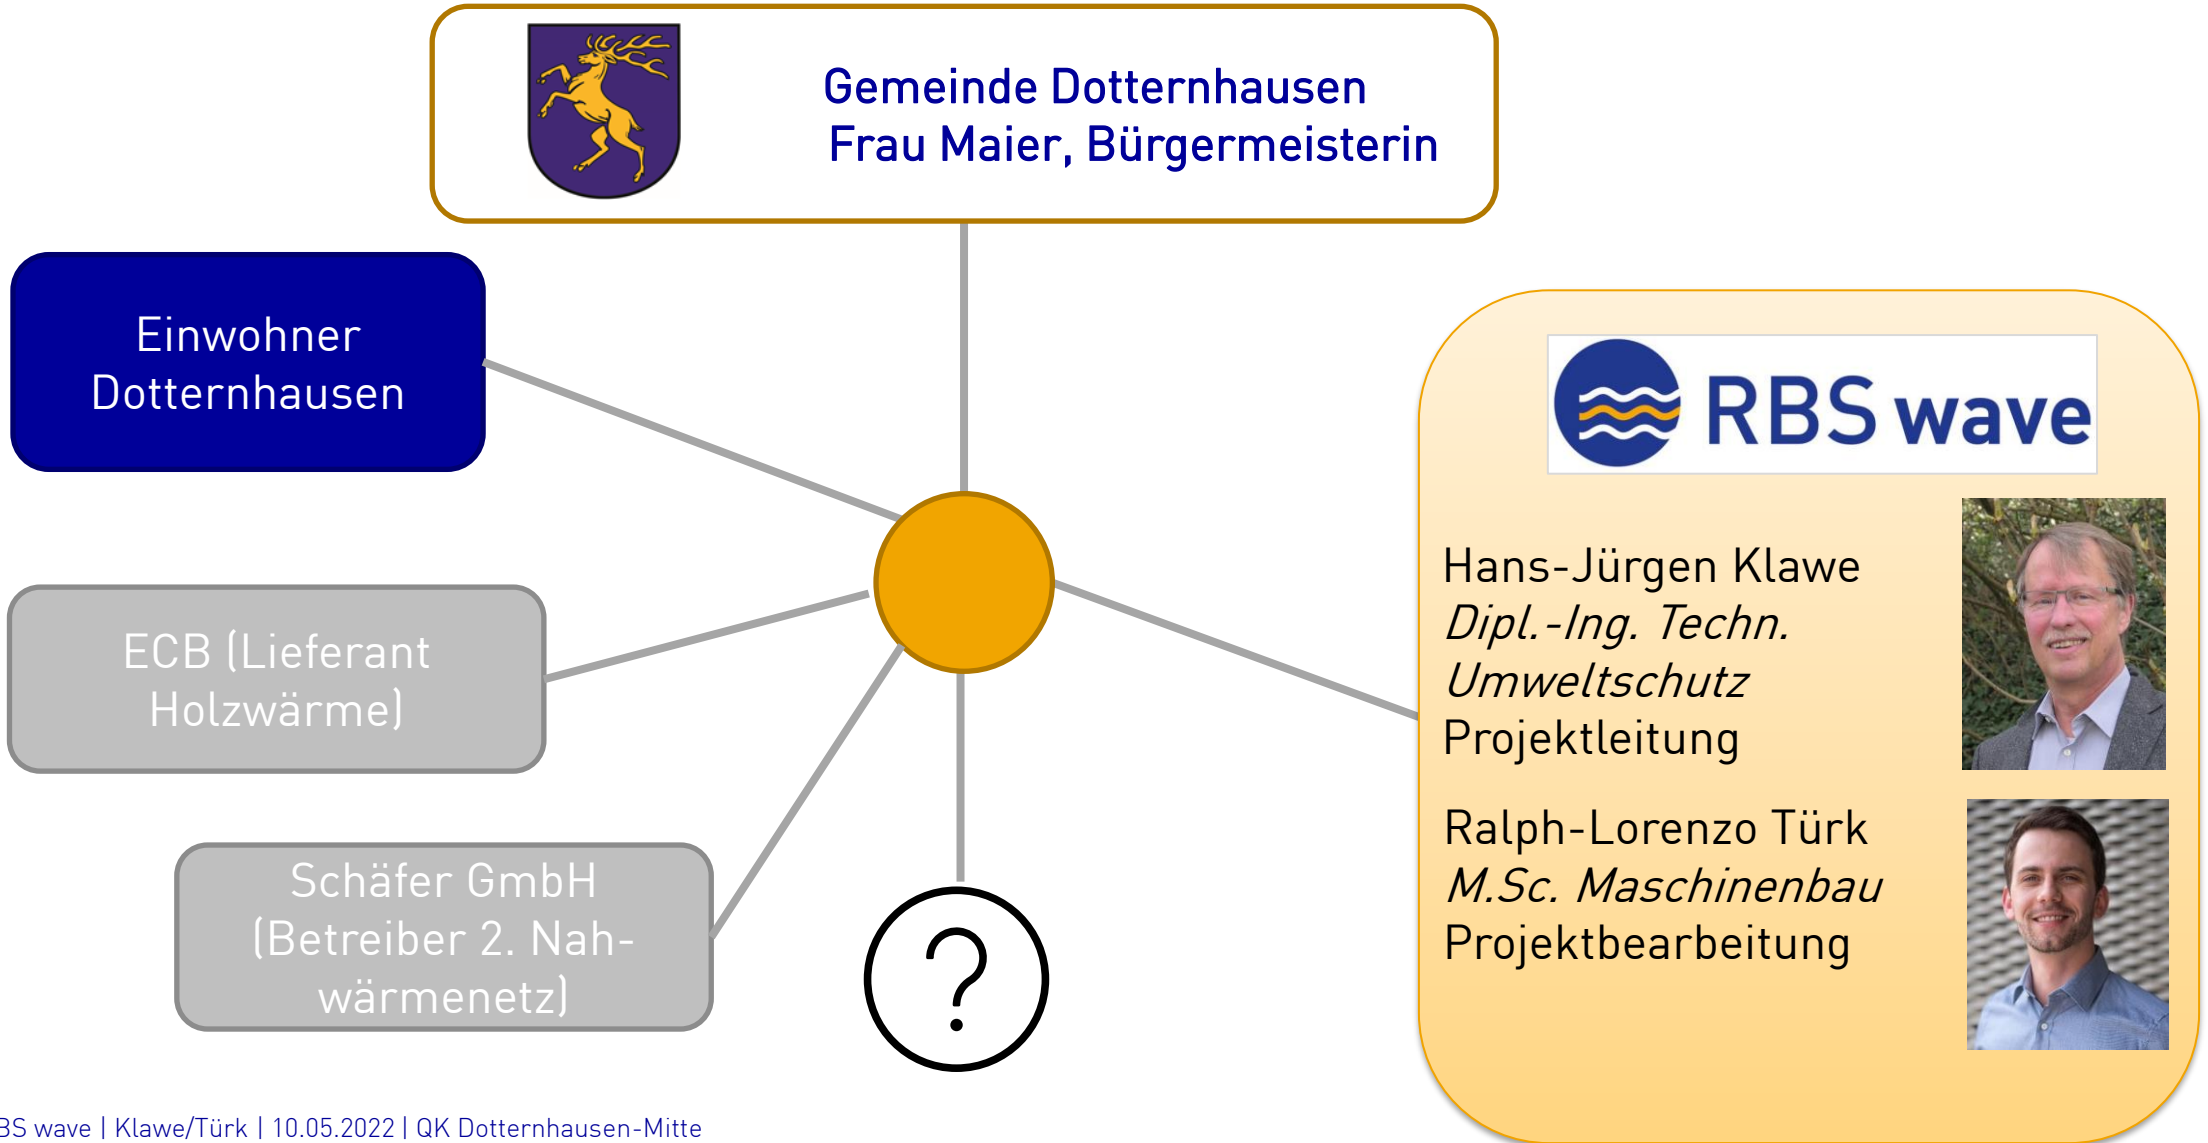 Gemeinde Dotternhausen
Frau Maier, Bürgermeisterin
Einwohner
Dotternhausen
ECB (Lieferant
Holzwärme)
Schäfer GmbH
(Betreiber 2. Nah-
wärmenetz)
?
RBS wave
Hans-Jürgen Klawe
Dipl.-Ing. Techn.
Umweltschutz
Projektleitung
Ralph-Lorenzo Türk
M.Sc. Maschinenbau
Projektbearbeitung
BS wave | Klawe/Türk | 10.05.2022 | QK Dotternhausen-Mitte